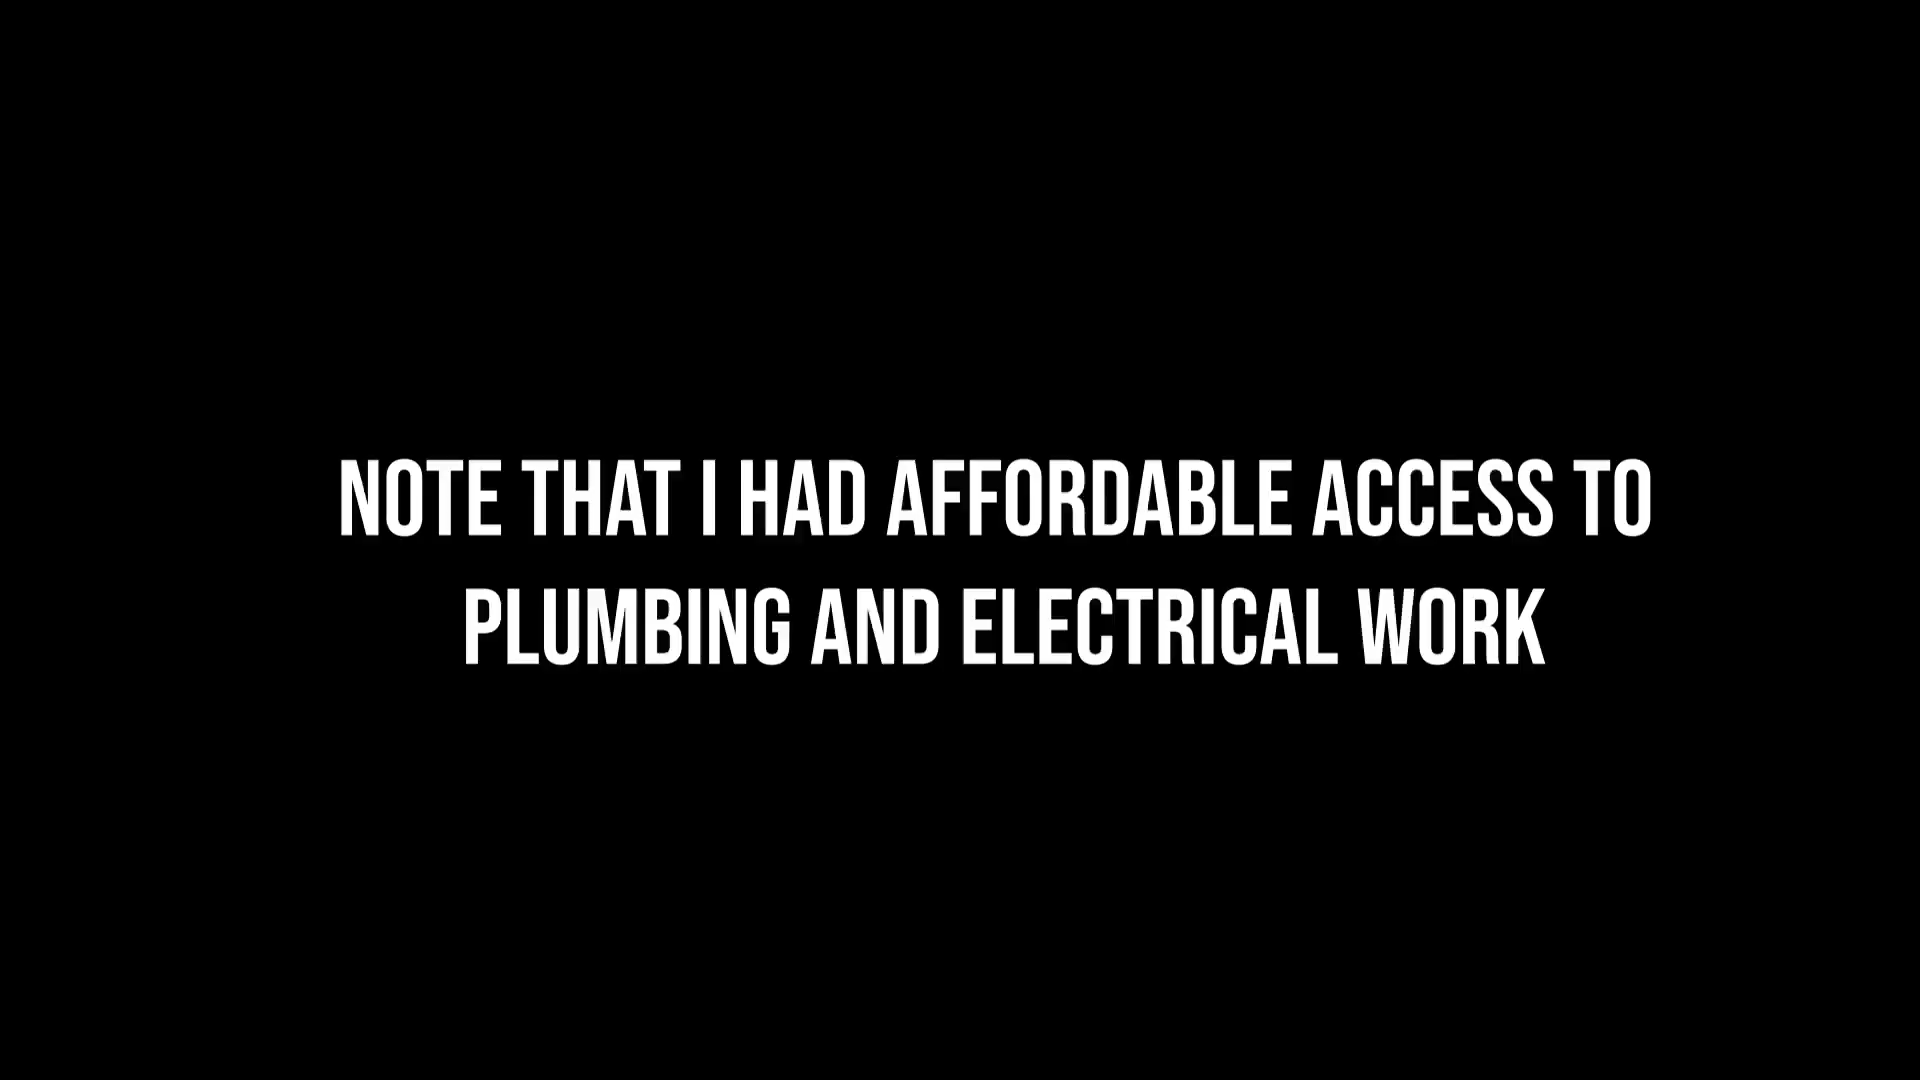 NOTE THAT I HAD AFFORDABLE ACCESS TO
PLUMBING AND ELECTRICAL WORK